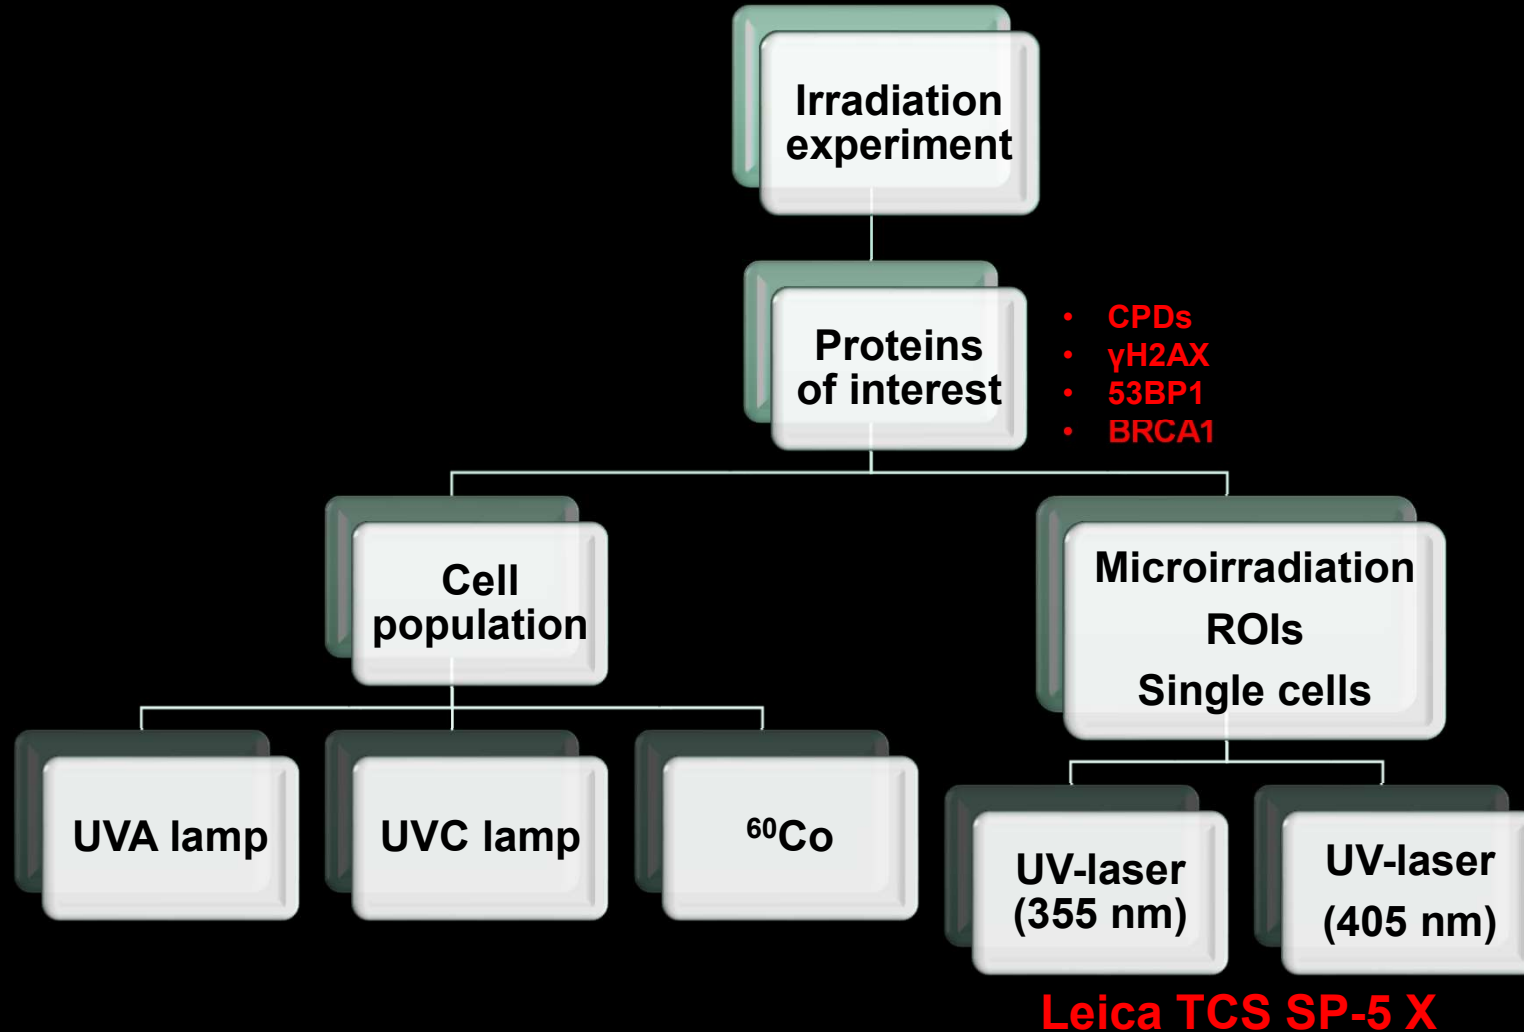 Irradiation
experiment
Proteins
of interest
• CPDs
• γH2AX
• 53BP1
• BRCA1
Cell
population
Microirradiation
ROIs
Single cells
UVA lamp
UVC lamp
⁶⁰Co
UV-laser
(355 nm)
UV-laser
(405 nm)
Leica TCS SP-5 X